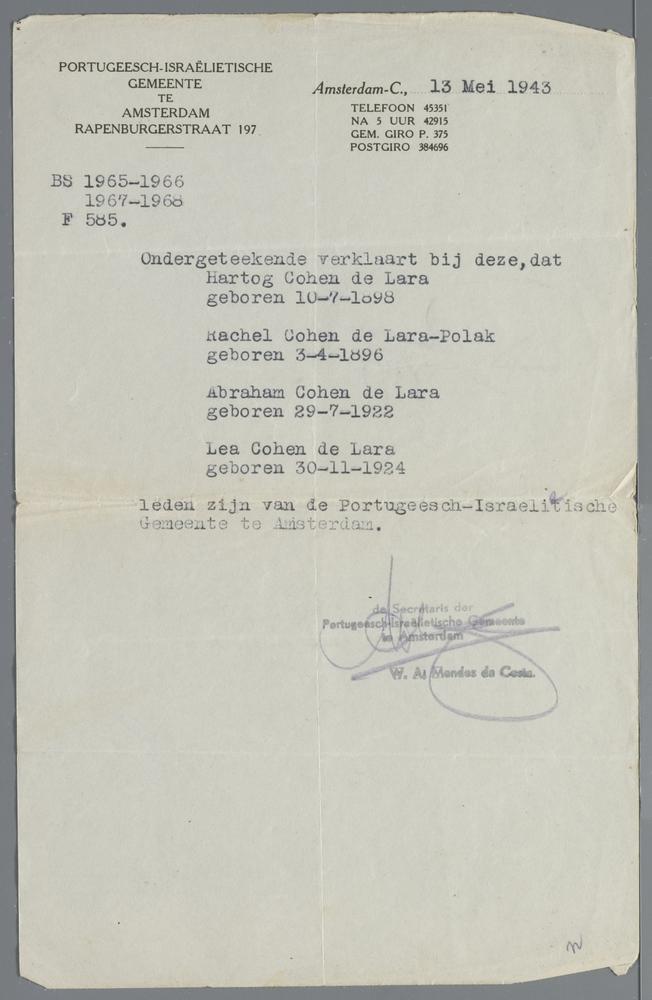 PORTUGEESCH-ISRAËLIETISCHE
GEMEENTE
TE
AMSTERDAM
RAPENBURGERSTRAAT 197
Amsterdam-C., 13 Mei 1943
TELEFOON 45351
NA 5 UUR 42915
GEM. GIRO P. 375
POSTGIRO 384696
BS 1965-1966
1967-1968
F 585.
Ondergeteekende verklaart bij deze,dat
Hartog Cohen de Lara
geboren 10-7-1898
Rachel Cohen de Lara-Polak
geboren 3-4-1896
Abraham Cohen de Lara
geboren 29-7-1922
Lea Cohen de Lara
geboren 30-11-1924
leden zijn van de Portugeesch-Israelietische
Gemeente te Amsterdam.
de Secretaris der
Portugeesch-Israëlietische Gemeente
te Amsterdam
W. A. Mendes da Costa.